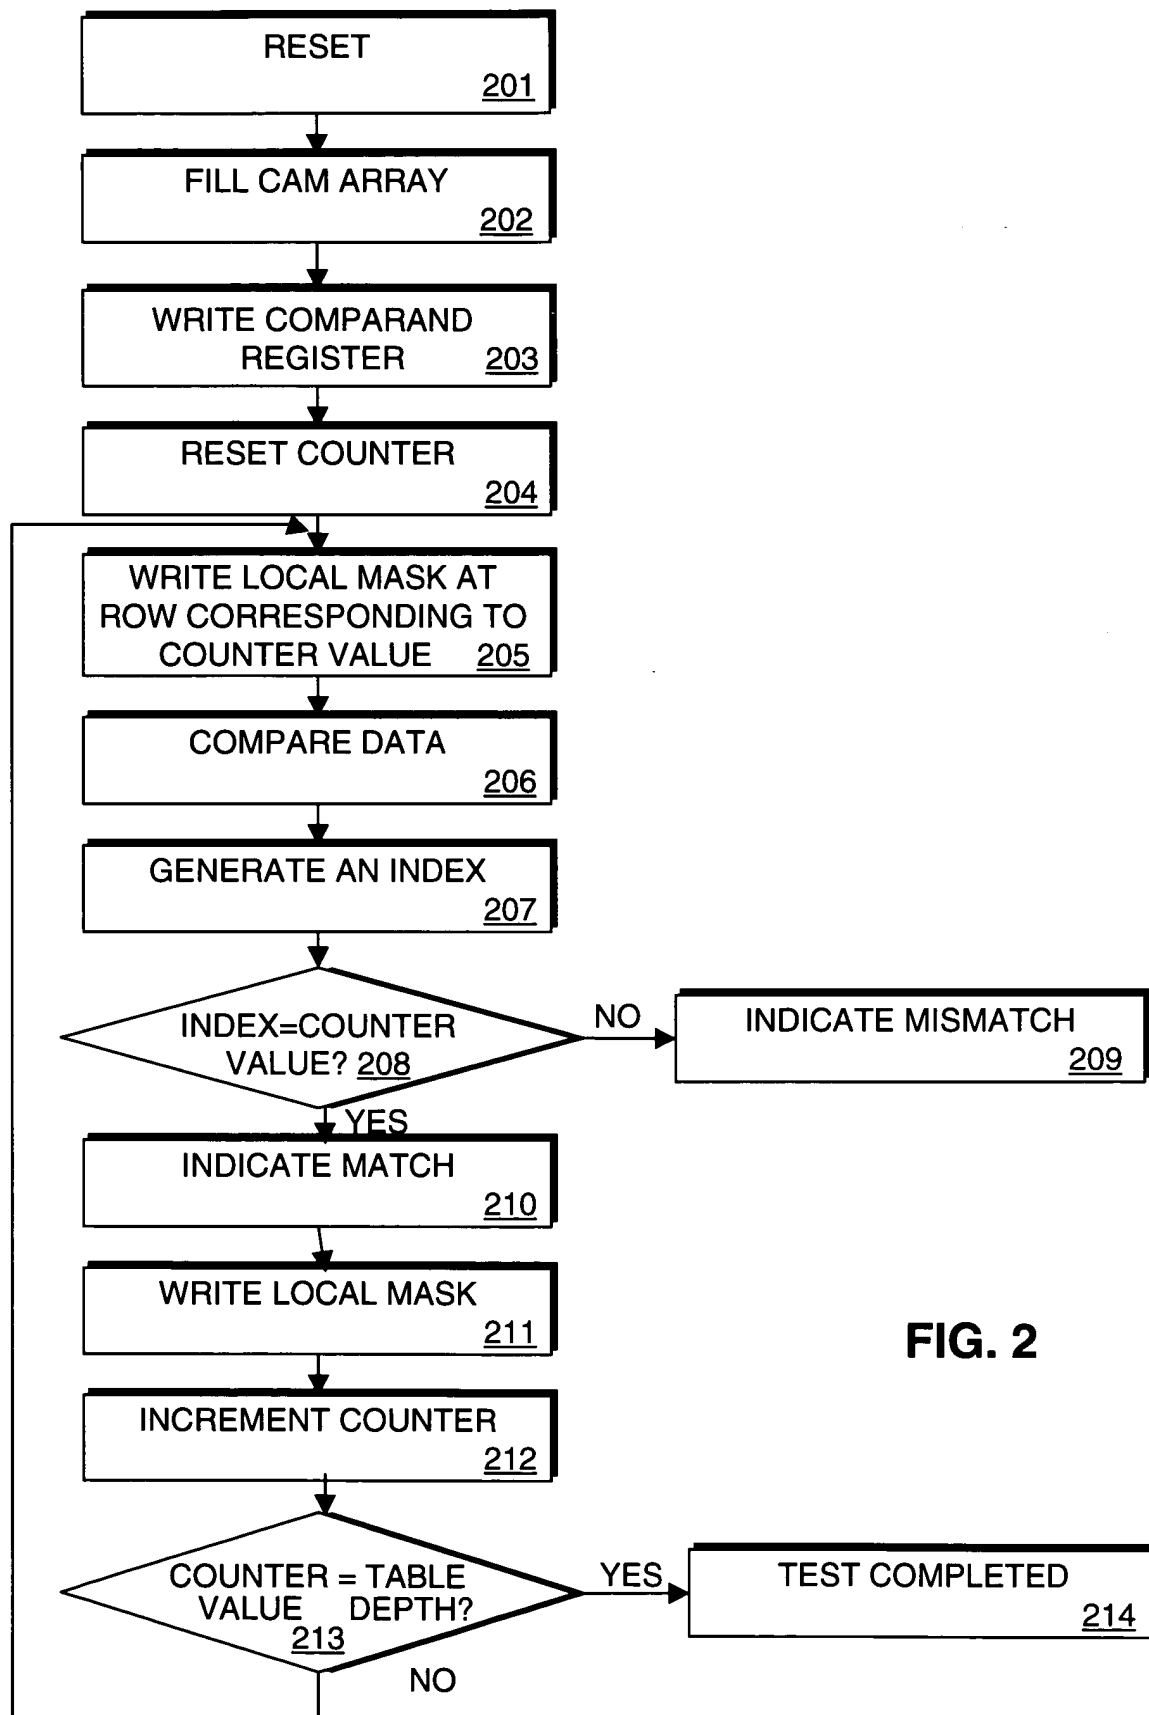 RESET
201
FILL CAM ARRAY
202
WRITE COMPARAND
REGISTER 203
RESET COUNTER
204
WRITE LOCAL MASK AT
ROW CORRESPONDING TO
COUNTER VALUE 205
COMPARE DATA
206
GENERATE AN INDEX
207
INDEX=COUNTER
VALUE? 208
NO
INDICATE MISMATCH
209
YES
INDICATE MATCH
210
WRITE LOCAL MASK
211
FIG. 2
INCREMENT COUNTER
212
COUNTER = TABLE
VALUE DEPTH?
213
YES
TEST COMPLETED
214
NO